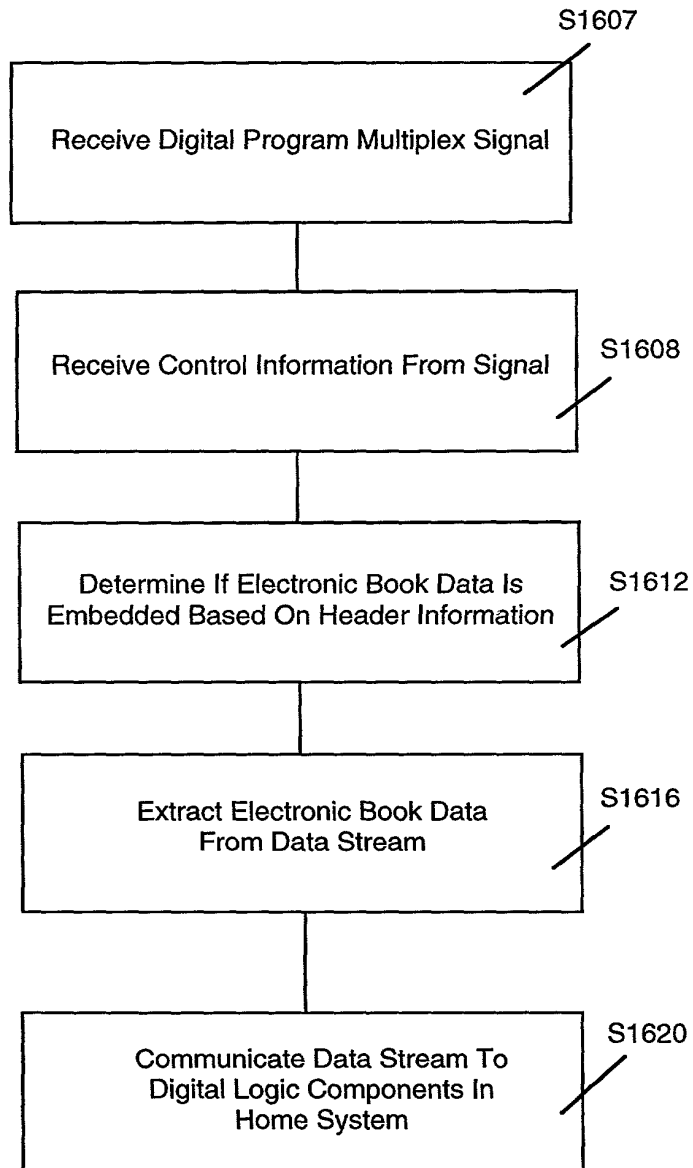 S1607
Receive Digital Program Multiplex Signal
Receive Control Information From Signal
S1608
Determine If Electronic Book Data Is
Embedded Based On Header Information
S1612
Extract Electronic Book Data
From Data Stream
S1616
Communicate Data Stream To
Digital Logic Components In
Home System
S1620